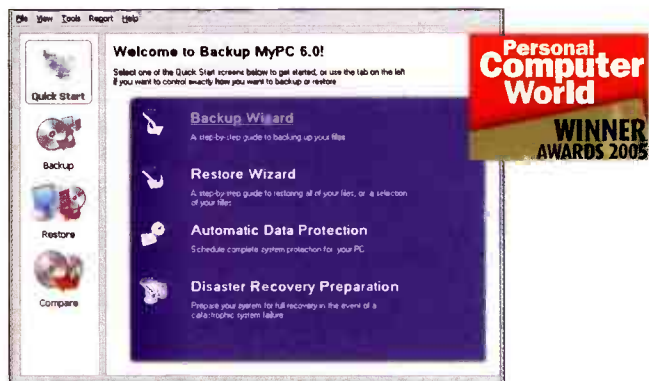 File View Tools Report Help
Welcome to Backup MyPC 6.0!
Select one of the Quick Start screens below to get started, or use the tab on the left
if you want to control exactly how you want to backup or restore
Quick Start
Backup
Restore
Compare
Backup Wizard
A step-by-step guide to backing up your files
Restore Wizard
A step-by-step guide to restoring all of your files, or a selection
of your files
Automatic Data Protection
Schedule complete system protection for your PC
Disaster Recovery Preparation
Prepare your system for full recovery in the event of a
catastrophic system failure
Personal
Computer
World
WINNER
AWARDS 2005